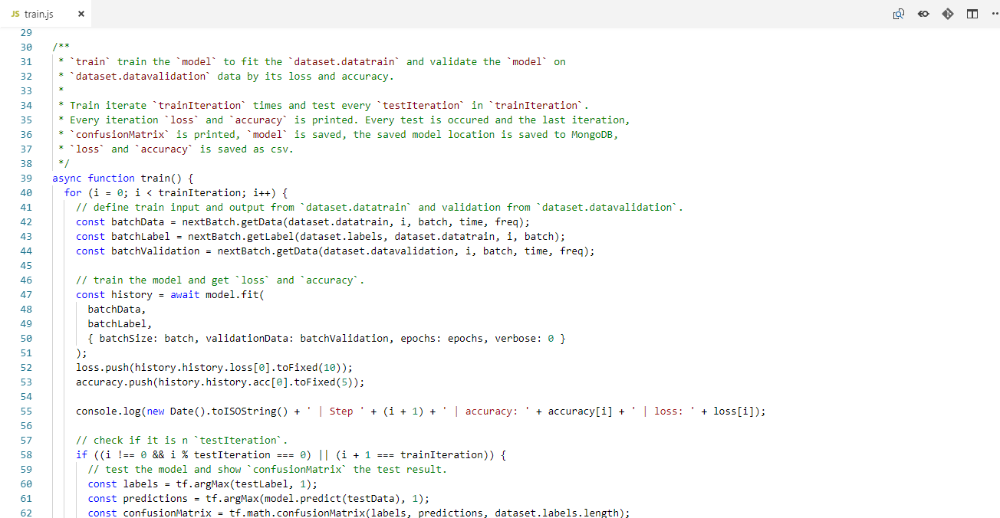 JS train.js ×
29
30 /**
31  * `train` train the `model` to fit the `dataset.datatrain` and validate the `model` on
32  * `dataset.datavalidation` data by its loss and accuracy.
33  *
34  * Train iterate `trainIteration` times and test every `testIteration` in `trainIteration`.
35  * Every iteration `loss` and `accuracy` is printed. Every test is occured and the last iteration,
36  * `confusionMatrix` is printed, `model` is saved, the saved model location is saved to MongoDB,
37  * `loss` and `accuracy` is saved as csv.
38  */
39 async function train() {
40   for (i = 0; i < trainIteration; i++) {
41     // define train input and output from `dataset.datatrain` and validation from `dataset.datavalidation`.
42     const batchData = nextBatch.getData(dataset.datatrain, i, batch, time, freq);
43     const batchLabel = nextBatch.getLabel(dataset.labels, dataset.datatrain, i, batch);
44     const batchValidation = nextBatch.getData(dataset.datavalidation, i, batch, time, freq);
45
46     // train the model and get `loss` and `accuracy`.
47     const history = await model.fit(
48       batchData,
49       batchLabel,
50       { batchSize: batch, validationData: batchValidation, epochs: epochs, verbose: 0 }
51     );
52     loss.push(history.history.loss[0].toFixed(10));
53     accuracy.push(history.history.acc[0].toFixed(5));
54
55     console.log(new Date().toISOString() + ' | Step ' + (i + 1) + ' | accuracy: ' + accuracy[i] + ' | loss: ' + loss[i]);
56
57     // check if it is n `testIteration`.
58     if ((i !== 0 && i % testIteration === 0) || (i + 1 === trainIteration)) {
59       // test the model and show `confusionMatrix` the test result.
60       const labels = tf.argMax(testLabel, 1);
61       const predictions = tf.argMax(model.predict(testData), 1);
62       const confusionMatrix = tf.math.confusionMatrix(labels, predictions, dataset.labels.length);